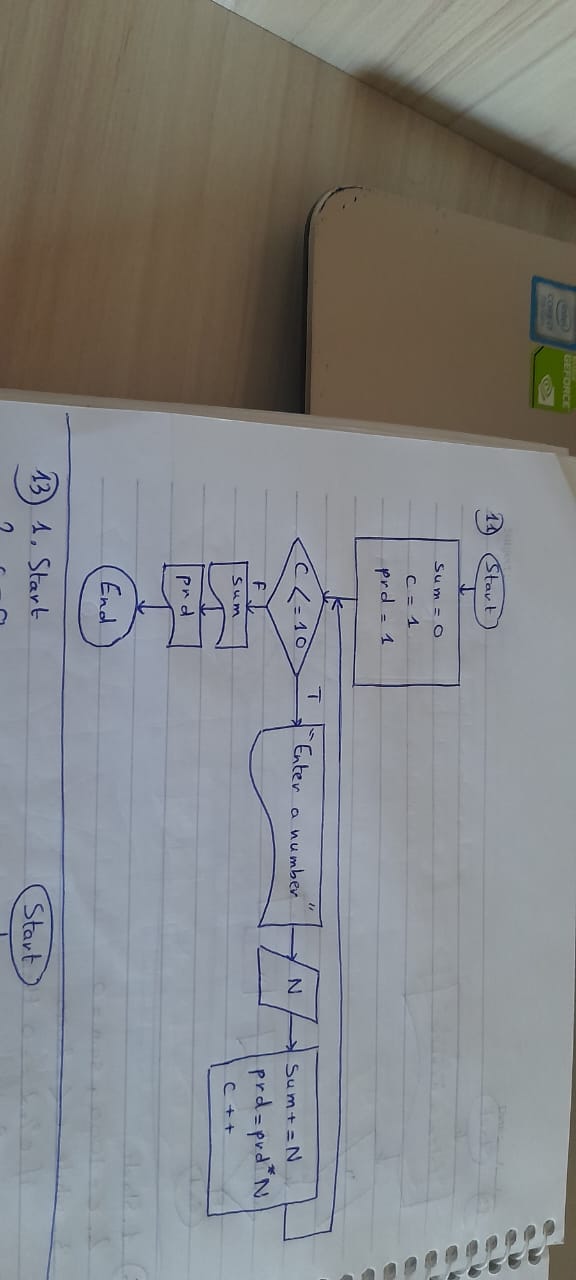 intel
CORE i7
GEFORCE
11 Start
sum = 0
c = 1
prd = 1
C <= 10
T
"Enter a number"
N
sum+=N
prd=prd*N
c ++
F
sum
prd
End
13 1. Start
Start